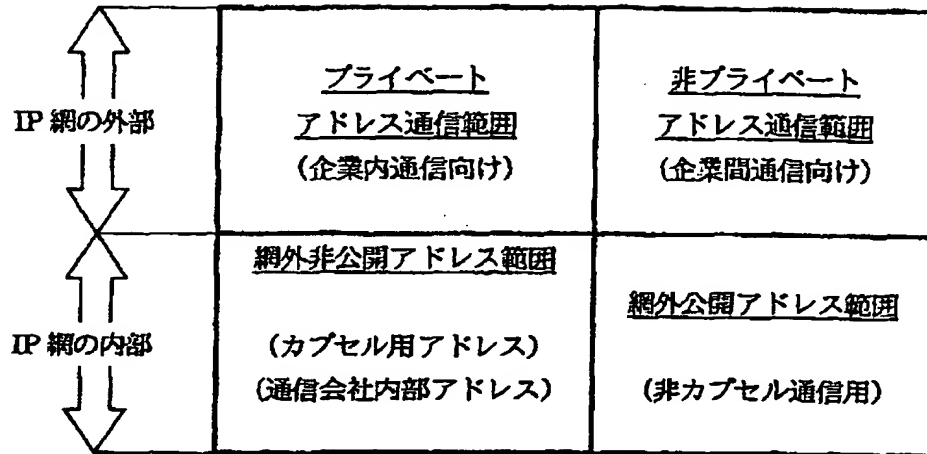 IP 網の外部
プライベート
アドレス通信範囲
(企業内通信向け)
非プライベート
アドレス通信範囲
(企業間通信向け)
IP 網の内部
網外非公開アドレス範囲
(カプセル用アドレス)
(通信会社内部アドレス)
網外公開アドレス範囲
(非カプセル通信用)